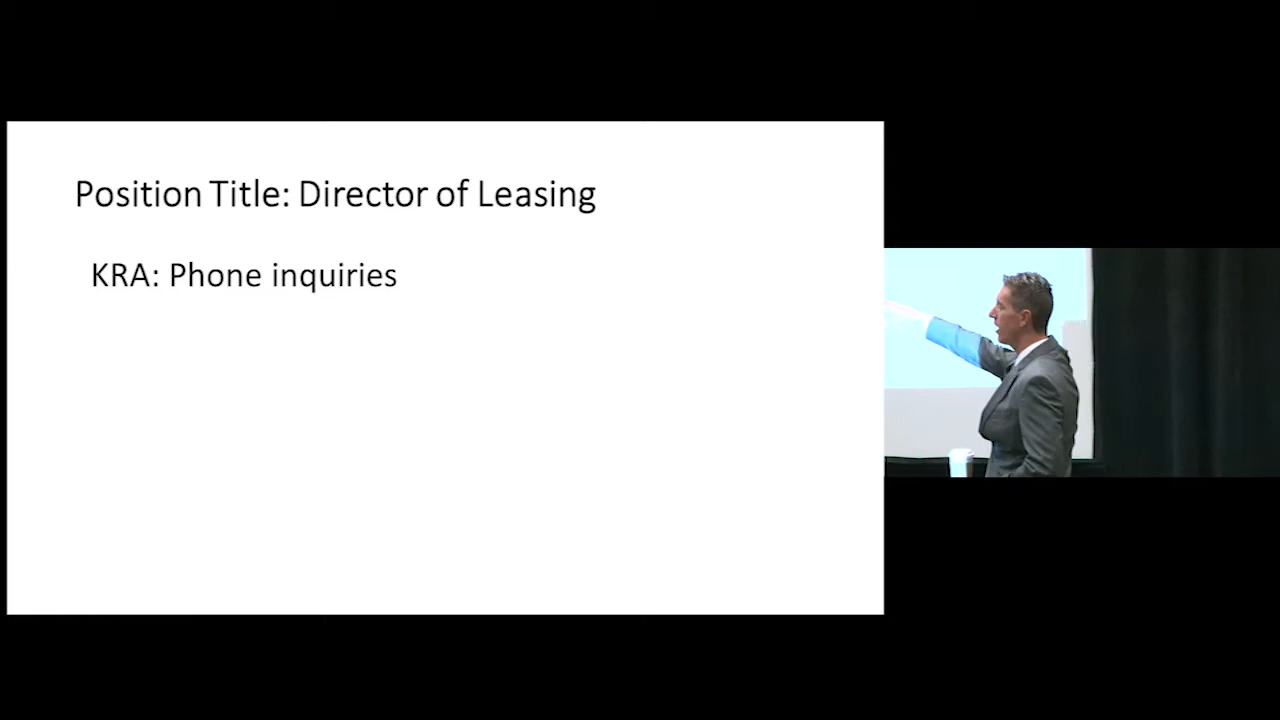 Position Title: Director of Leasing
KRA: Phone inquiries